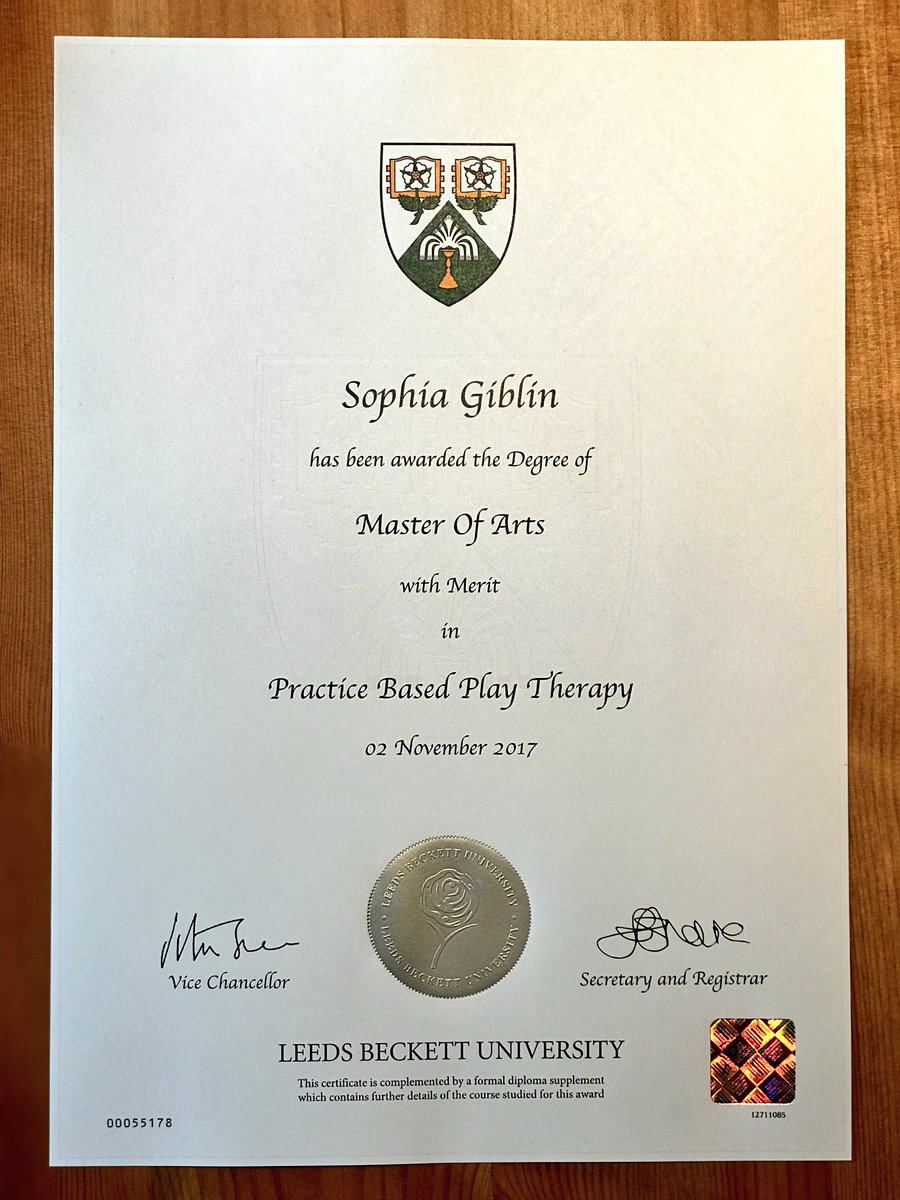 Sophia Giblin
has been awarded the Degree of
Master Of Arts
with Merit
in
Practice Based Play Therapy
02 November 2017
LEEDS BECKETT UNIVERSITY
LEEDS BECKETT UNIVERSITY
Vice Chancellor
Secretary and Registrar
LEEDS BECKETT UNIVERSITY
This certificate is complemented by a formal diploma supplement
which contains further details of the course studied for this award
00055178
12711085